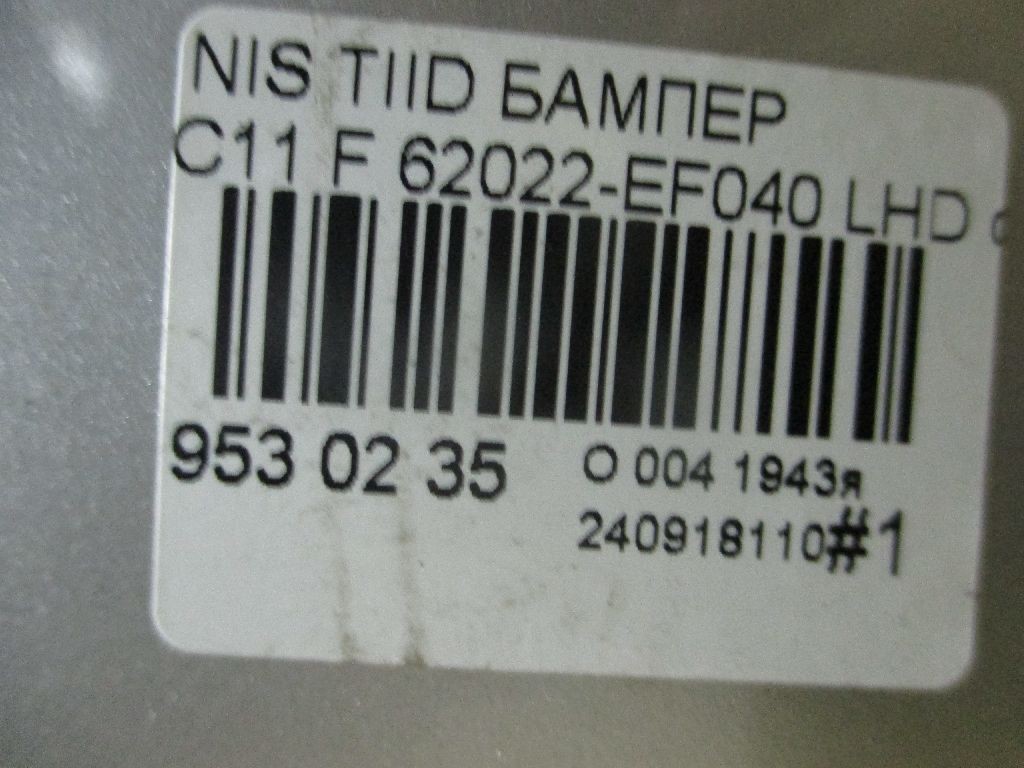 NIS TIID БАМПЕР
C11 F 62022-EF040 LHD
953 02 35
O 004 1943я
240918110#1